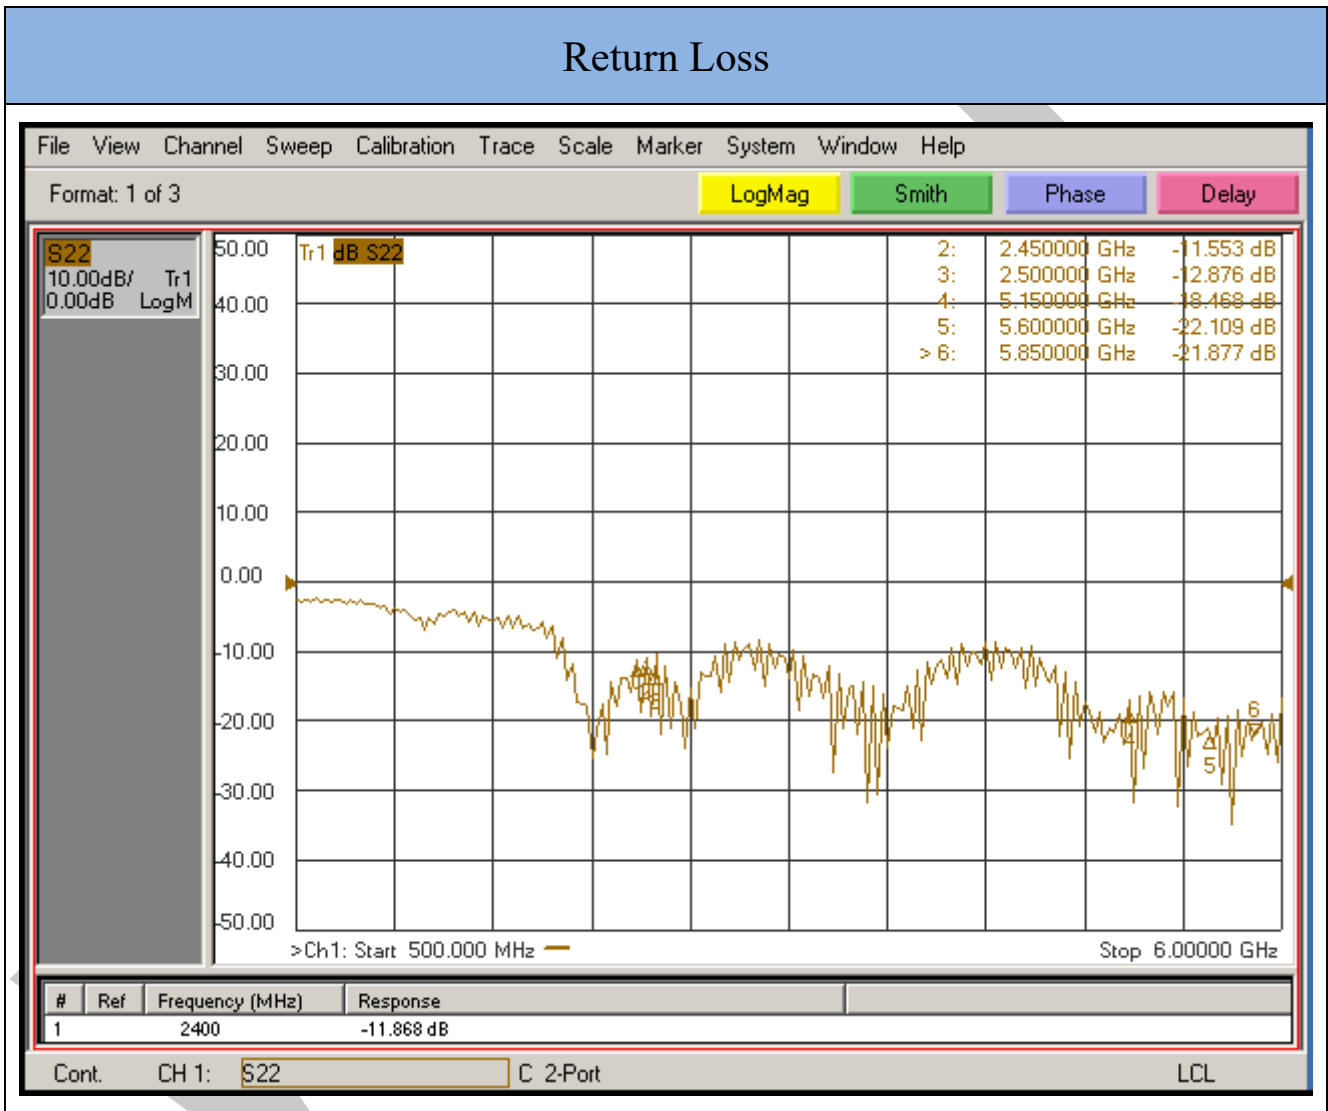 Return Loss
File View Channel Sweep Calibration Trace Scale Marker System Window Help
Format: 1 of 3 LogMag Smith Phase Delay
S22
10.00dB/ Tr1
0.00dB LogM
50.00
40.00
30.00
20.00
10.00
0.00
-10.00
-20.00
-30.00
-40.00
-50.00
Tr1 dB S22
2: 2.450000 GHz -11.553 dB
3: 2.500000 GHz -12.876 dB
4: 5.150000 GHz -18.468 dB
5: 5.600000 GHz -22.109 dB
> 6: 5.850000 GHz -21.877 dB
4
5
6
>Ch1: Start 500.000 MHz Stop 6.00000 GHz
# Ref Frequency (MHz) Response
1 2400 -11.868 dB
Cont. CH 1: S22 C 2-Port LCL